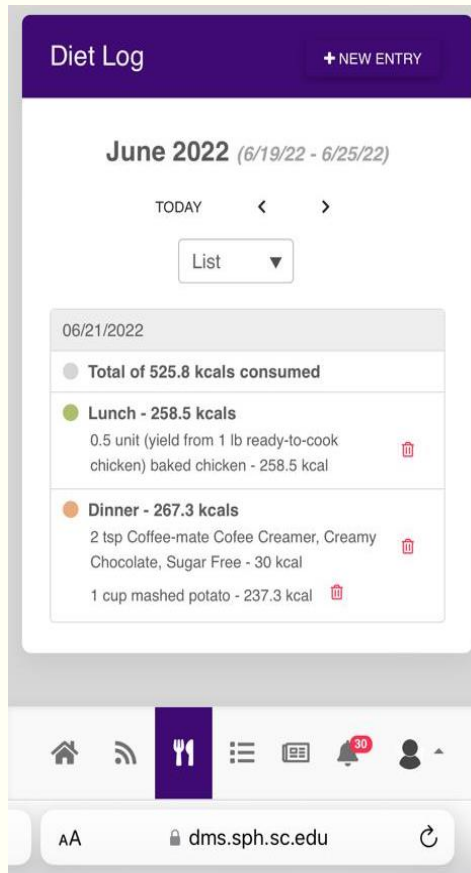 Diet Log
+ NEW ENTRY
June 2022 (6/19/22 - 6/25/22)
TODAY < >
List ▼
06/21/2022
Total of 525.8 kcals consumed
Lunch - 258.5 kcals
0.5 unit (yield from 1 lb ready-to-cook
chicken) baked chicken - 258.5 kcal
Dinner - 267.3 kcals
2 tsp Coffee-mate Cofee Creamer, Creamy
Chocolate, Sugar Free - 30 kcal
1 cup mashed potato - 237.3 kcal
30
AA dms.sph.sc.edu